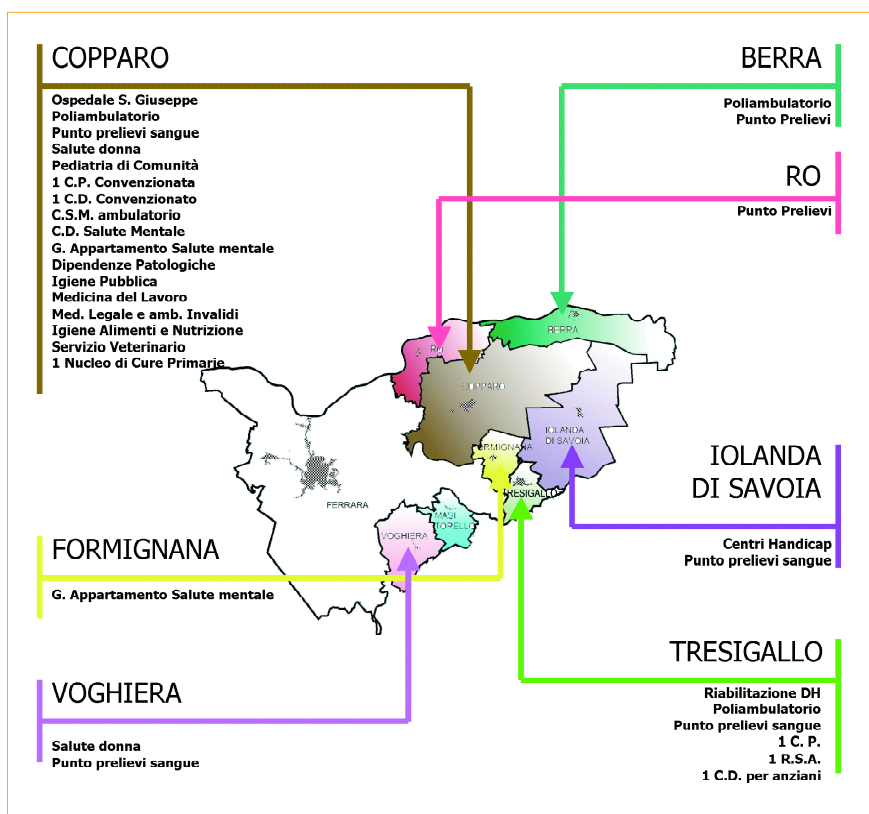 COPPARO
Ospedale S. Giuseppe
Poliambulatorio
Punto prelievi sangue
Salute donna
Pediatria di Comunità
1 C.P. Convenzionata
1 C.D. Convenzionato
C.S.M. ambulatorio
C.D. Salute Mentale
G. Appartamento Salute mentale
Dipendenze Patologiche
Igiene Pubblica
Medicina del Lavoro
Med. Legale e amb. Invalidi
Igiene Alimenti e Nutrizione
Servizio Veterinario
1 Nucleo di Cure Primarie
BERRA
Poliambulatorio
Punto Prelievi
RO
Punto Prelievi
BERRA
RO
COPPARO
IOLANDA
DI SAVOIA
FORMIGNANA
TRESIGALLO
FERRARA
MASI
TORELLO
VOGHIERA
IOLANDA
DI SAVOIA
Centri Handicap
Punto prelievi sangue
FORMIGNANA
G. Appartamento Salute mentale
TRESIGALLO
Riabilitazione DH
Poliambulatorio
Punto prelievi sangue
1 C. P.
1 R.S.A.
1 C.D. per anziani
VOGHIERA
Salute donna
Punto prelievi sangue